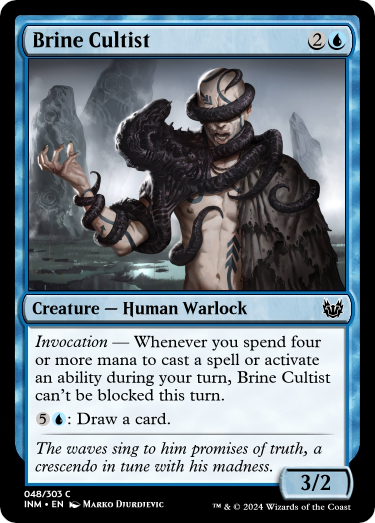 Brine Cultist 2
Creature — Human Warlock
Invocation — Whenever you spend four
or more mana to cast a spell or activate
an ability during your turn, Brine Cultist
can't be blocked this turn.
5: Draw a card.
The waves sing to him promises of truth, a
crescendo in tune with his madness.
3/2
048/303 C
INM • EN Marko Djurdjevic
™ & © 2024 Wizards of the Coast